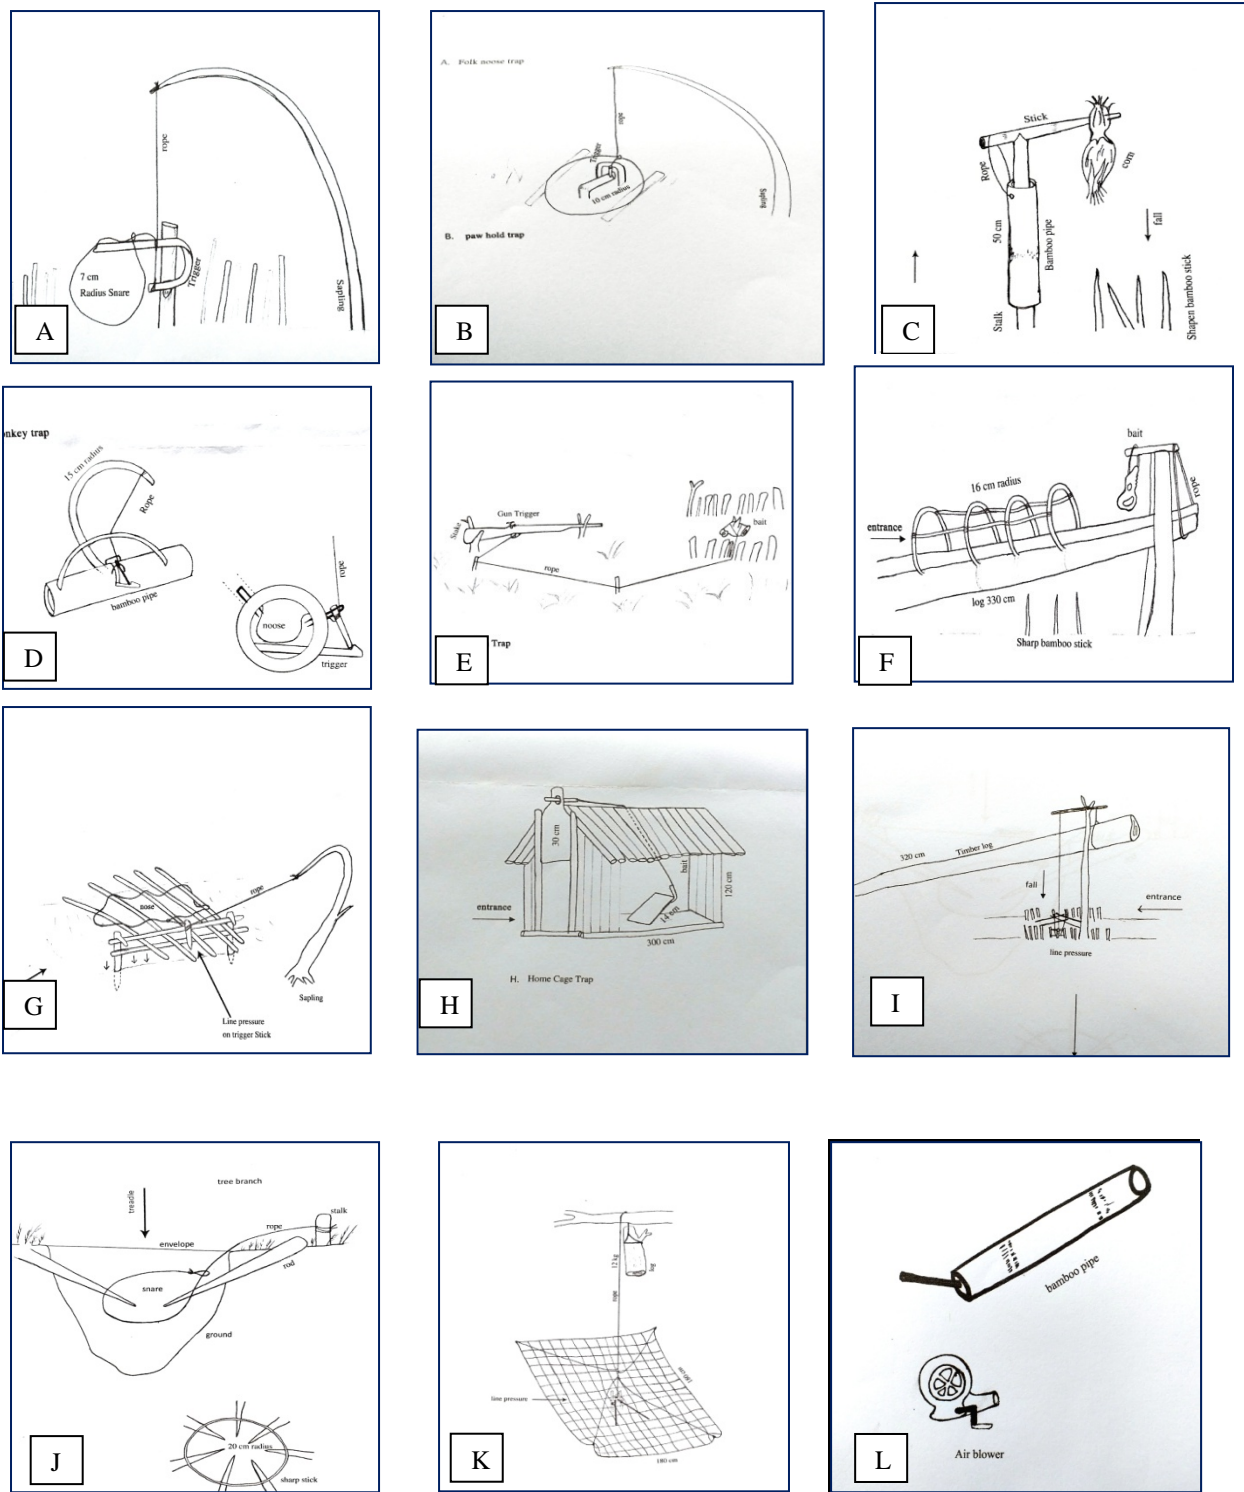 rope
7 cm
Radius Snare
Trigger
Sapling
A
A. Folk noose trap
rope
Trigger
10 cm radius
Sapling
B. paw hold trap
B
Stick
Rope
corn
50 cm
Bamboo pipe
fall
Stalk
Shapen bamboo stick
C
onkey trap
15 cm radius
Rope
bamboo pipe
rope
noose
trigger
D
Gun Trigger
Stake
bait
rope
Trap
E
bait
16 cm radius
rope
entrance
log 330 cm
Sharp bamboo stick
F
rope
nose
Sapling
Line pressure
on trigger Stick
G
30 cm
bait
120 cm
entrance
14 cm
300 cm
H. Home Cage Trap
H
320 cm
Timber log
fall
entrance
line pressure
I
tree branch
treadle
stalk
rope
envelope
rod
snare
ground
20 cm radius
sharp stick
J
12 kg
log
rope
180 cm
line pressure
180 cm
K
bamboo pipe
Air blower
L